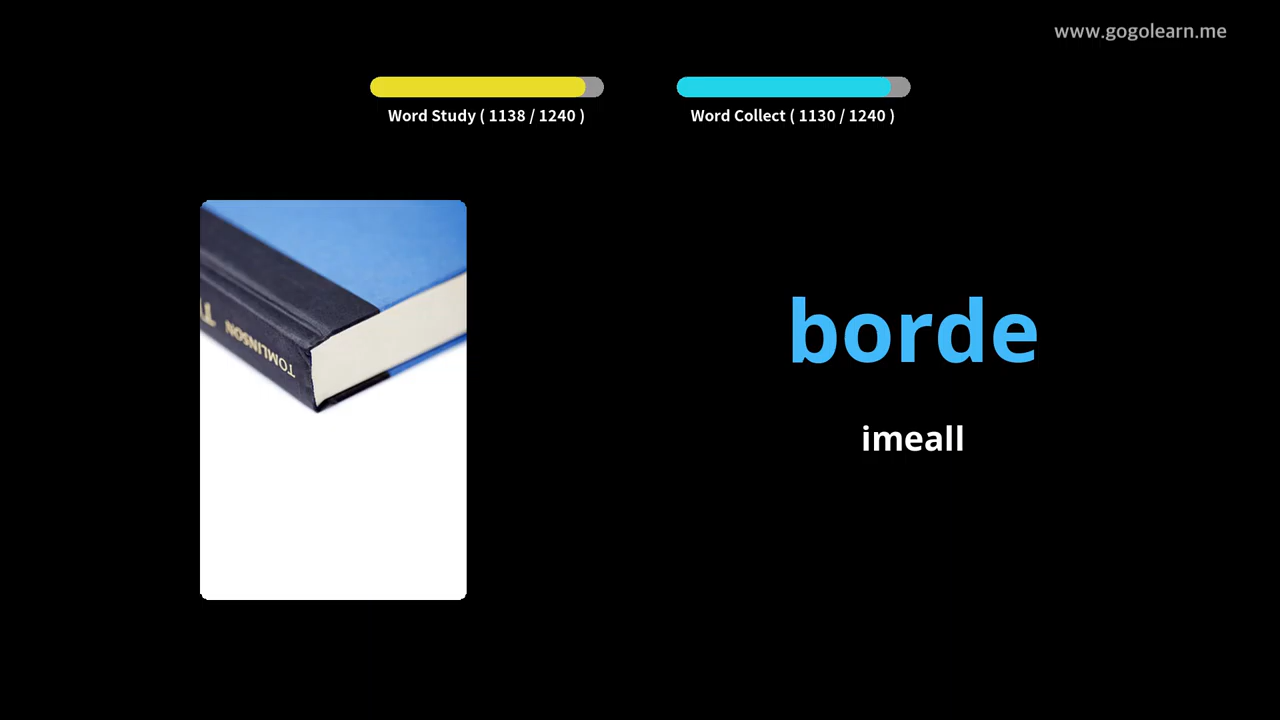 www.gogolearn.me
Word Study ( 1138 / 1240 )
Word Collect ( 1130 / 1240 )
TOMLINSON T
borde
imeall